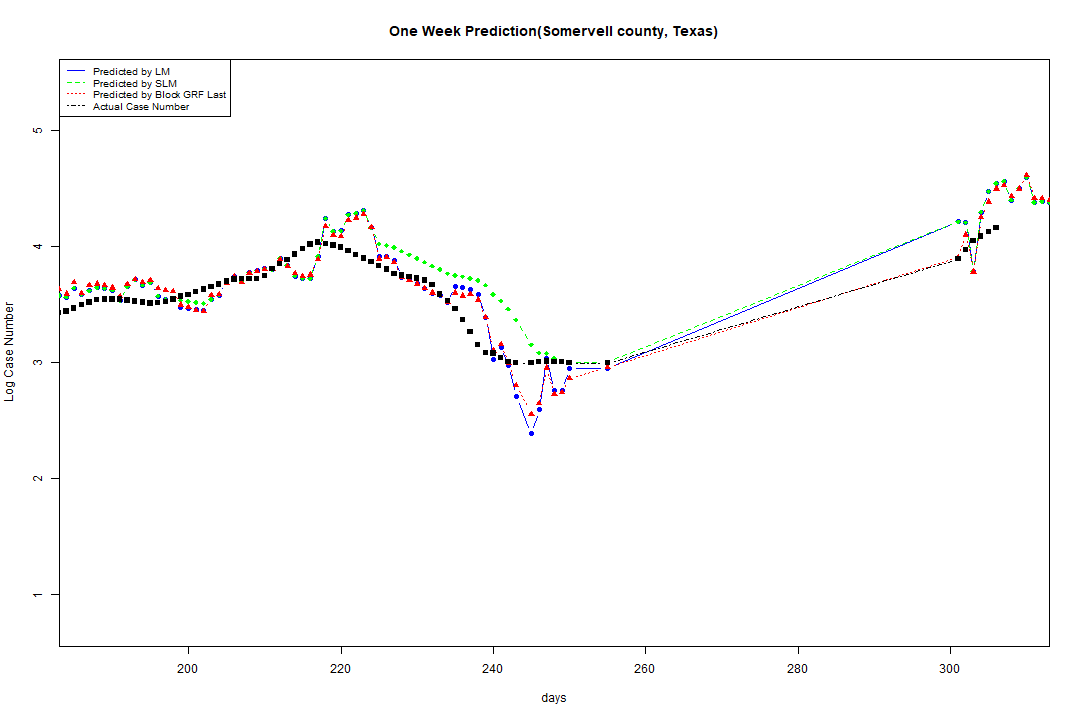 One Week Prediction(Somervell county, Texas)
Predicted by LM
Predicted by SLM
Predicted by Block GRF Last
Actual Case Number
5
4
3
2
1
Log Case Number
200
220
240
260
280
300
days